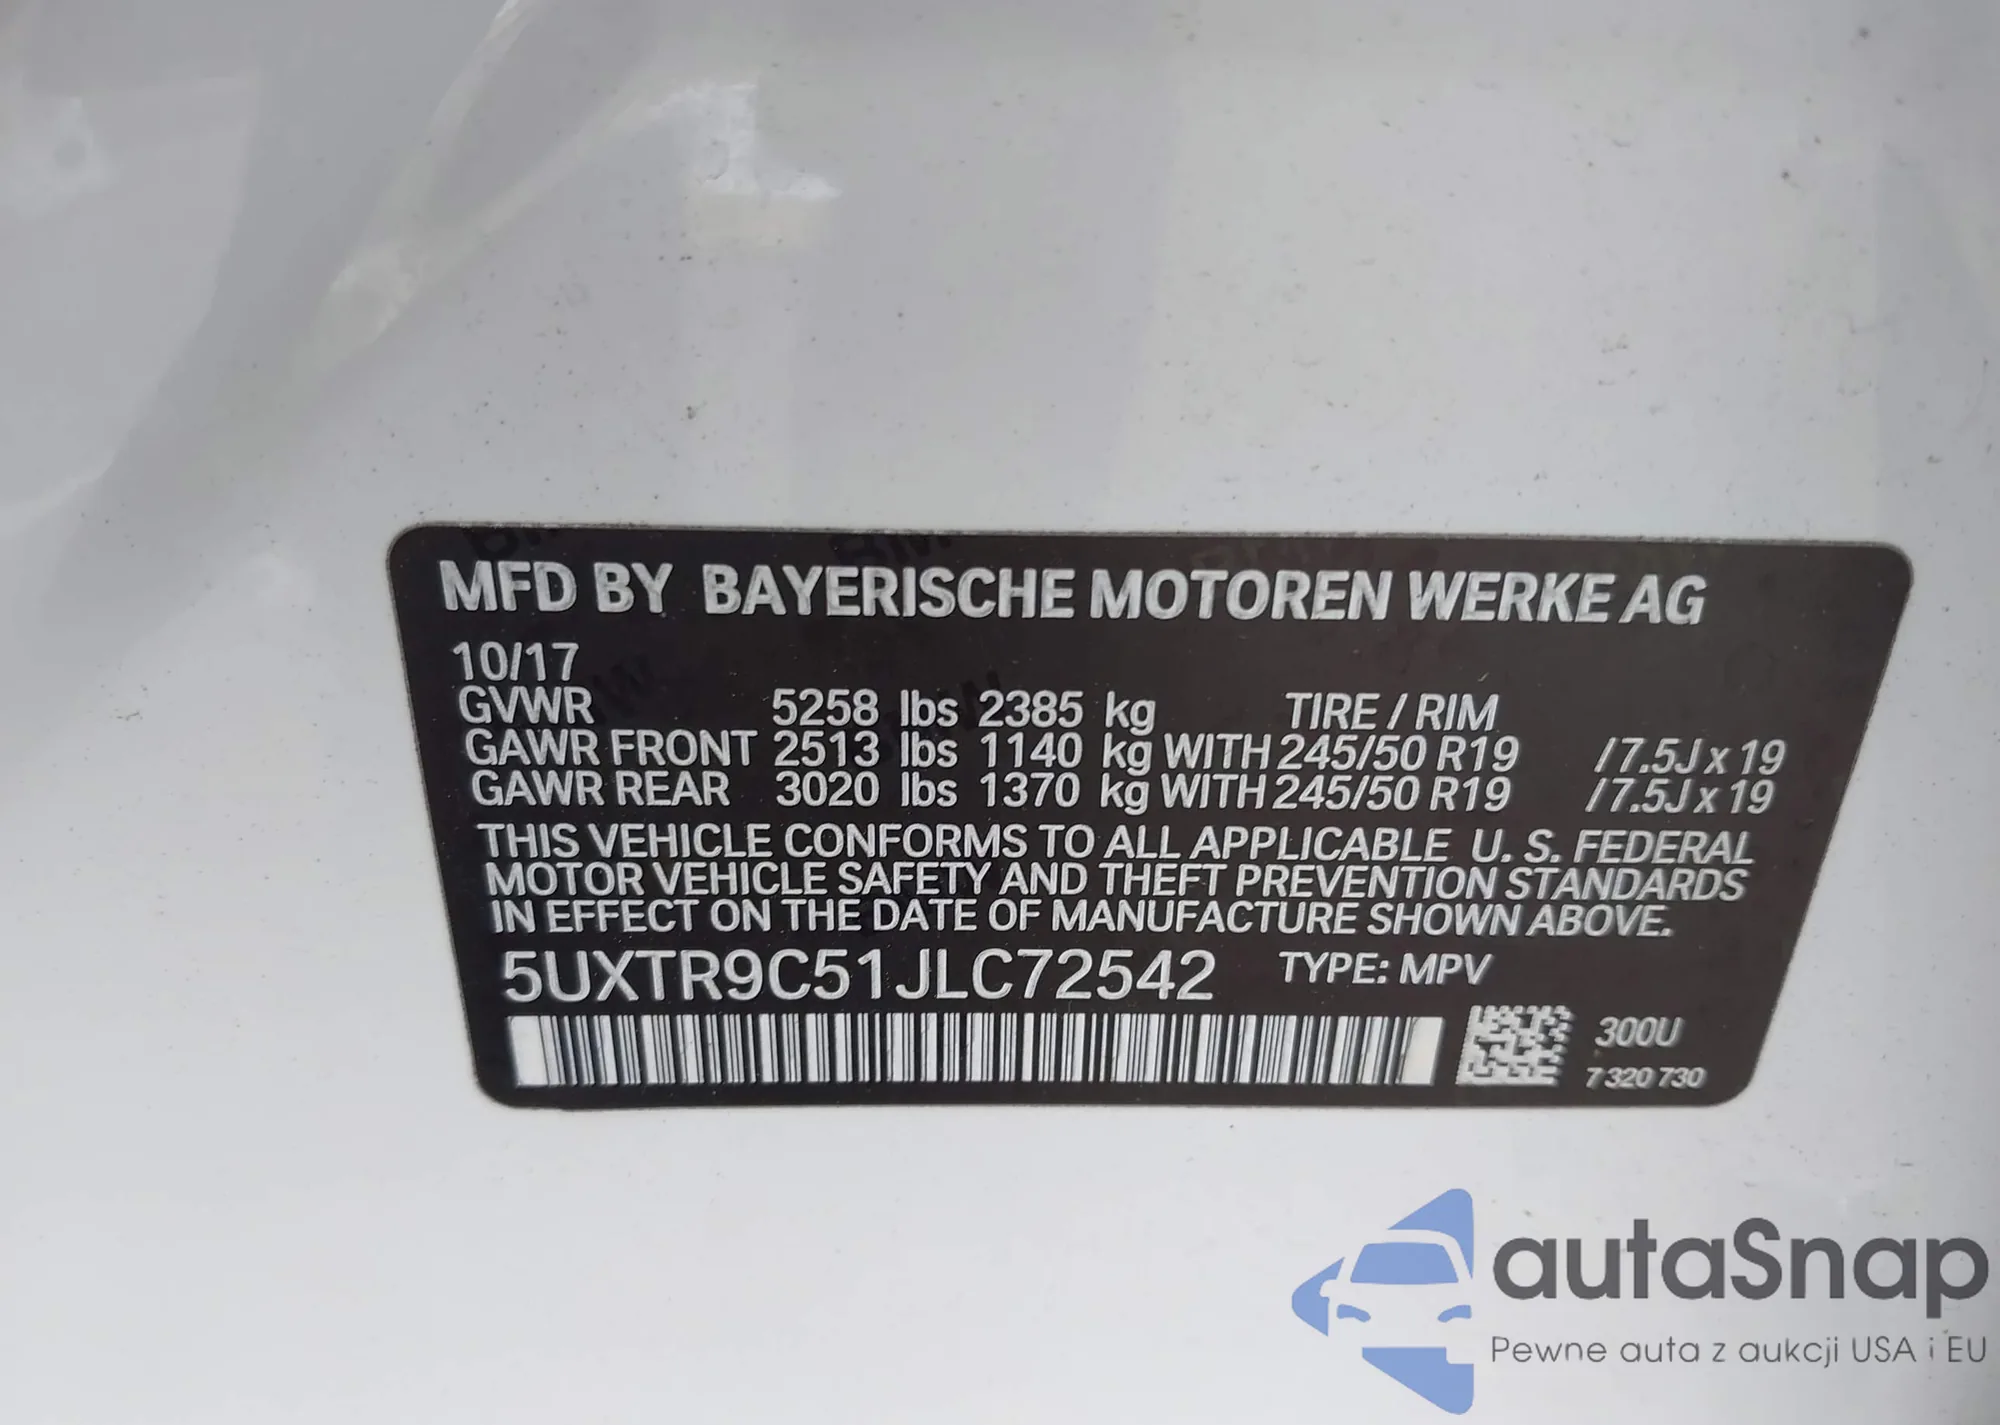 MFD BY BAYERISCHE MOTOREN WERKE AG
10/17
GVWR 5258 lbs 2385 kg TIRE / RIM
GAWR FRONT 2513 lbs 1140 kg WITH 245/50 R19 /7.5J x 19
GAWR REAR 3020 lbs 1370 kg WITH 245/50 R19 /7.5J x 19
THIS VEHICLE CONFORMS TO ALL APPLICABLE U. S. FEDERAL
MOTOR VEHICLE SAFETY AND THEFT PREVENTION STANDARDS
IN EFFECT ON THE DATE OF MANUFACTURE SHOWN ABOVE.
5UXTR9C51JLC72542 TYPE: MPV
300U
7 320 730
autaSnap
Pewne auta z aukcji USA i EU